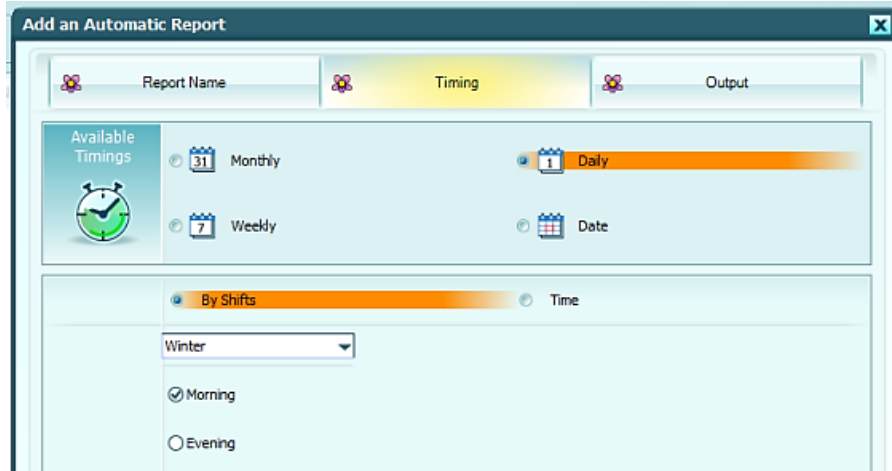 Add an Automatic Report
Report Name
Timing
Output
Available
Timings
31
Monthly
1
Daily
7
Weekly
Date
By Shifts
Time
Winter
Morning
Evening